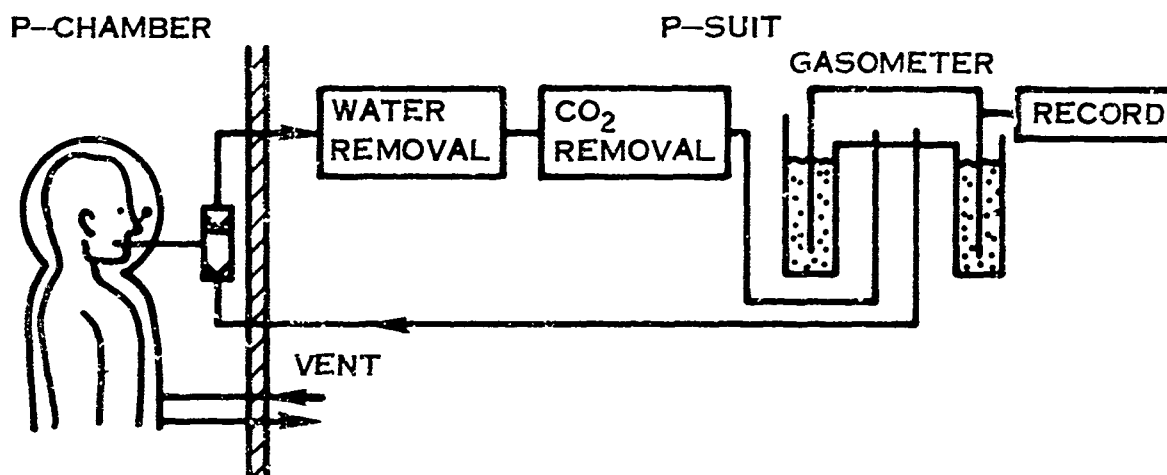 P-CHAMBER
P-SUIT
GASOMETER
WATER
REMOVAL
CO2
REMOVAL
RECORD
VENT